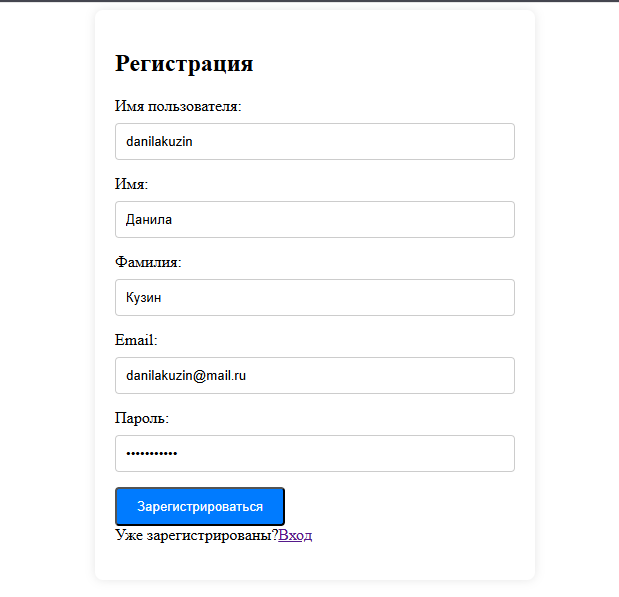 Регистрация
Имя пользователя:
danilakuzin
Имя:
Данила
Фамилия:
Кузин
Email:
danilakuzin@mail.ru
Пароль:
•••••••••••
Зарегистрироваться
Уже зарегистрированы?Вход